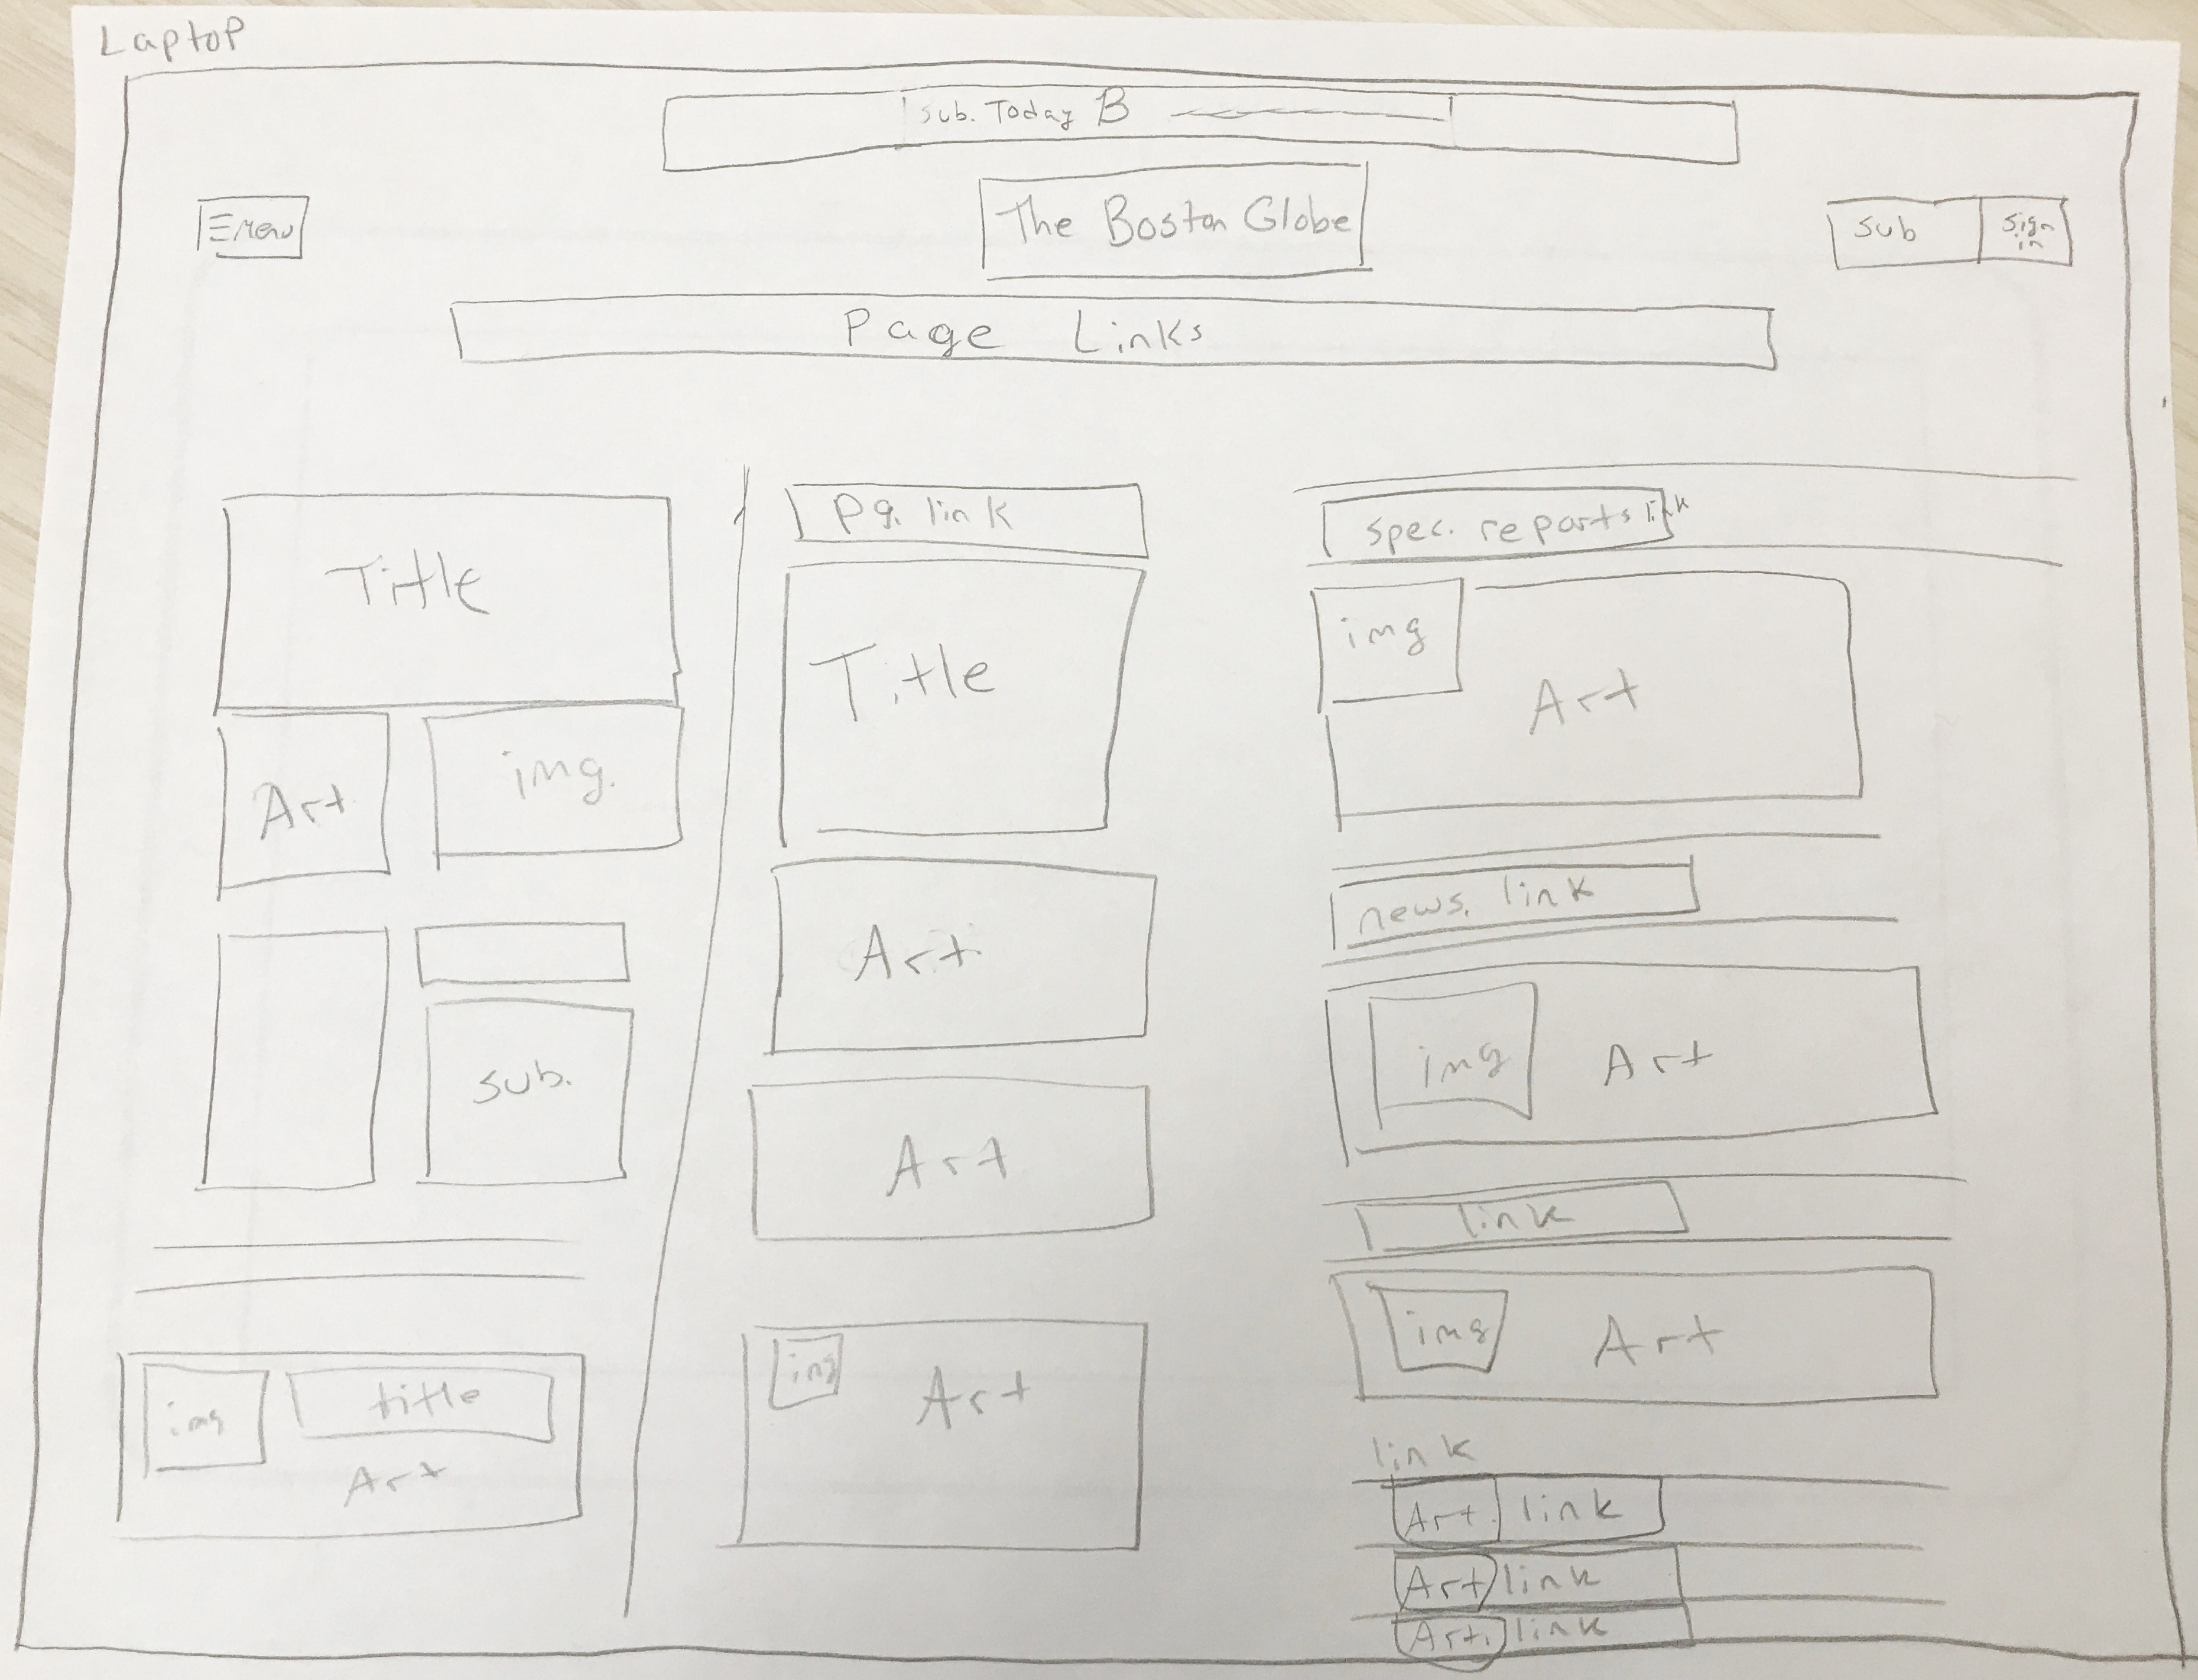 Laptop
Sub. Today B
Menu
The Boston Globe
Sub
Sign
in
Page Links
Title
Art
img.
Sub.
img
title
Art
Pg. link
Title
Art.
Art
img
Art
Spec. reports link
img
Art
news. link
img
Art
link
img
Art
link
Art. link
Art link
Art. link